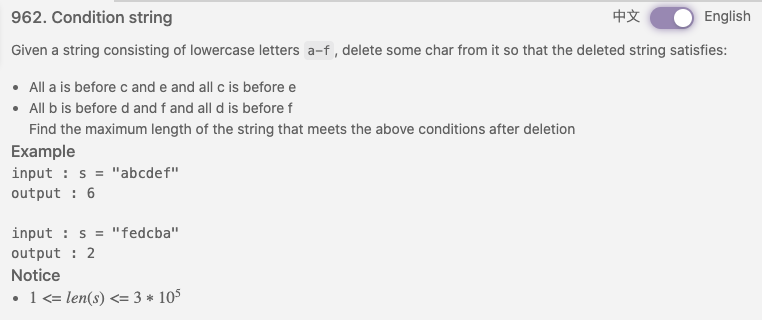 962. Condition string 中文 English
Given a string consisting of lowercase letters a-f, delete some char from it so that the deleted string satisfies:
• All a is before c and e and all c is before e
• All b is before d and f and all d is before f
Find the maximum length of the string that meets the above conditions after deletion
Example
input : s = "abcdef"
output : 6
input : s = "fedcba"
output : 2
Notice
• 1 <= len(s) <= 3 * 10⁵